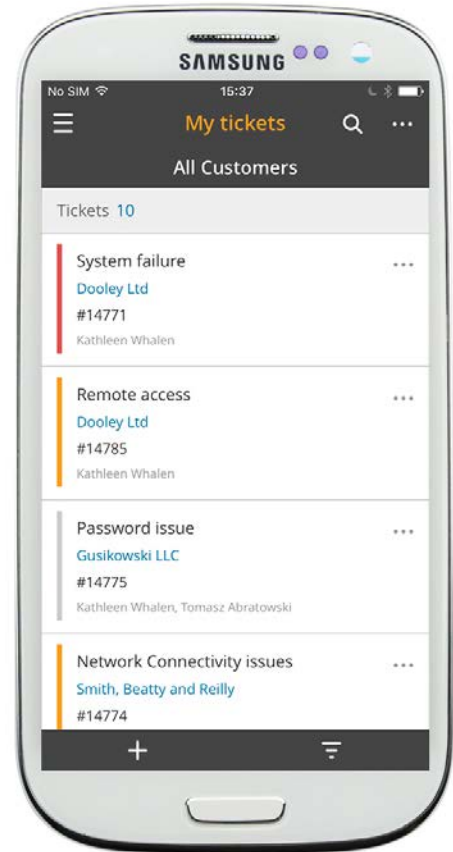 SAMSUNG
No SIM 15:37
My tickets
All Customers
Tickets 10
System failure
Dooley Ltd
#14771
Kathleen Whalen
Remote access
Dooley Ltd
#14785
Kathleen Whalen
Password issue
Gusikowski LLC
#14775
Kathleen Whalen, Tomasz Abratowski
Network Connectivity issues
Smith, Beatty and Reilly
#14774